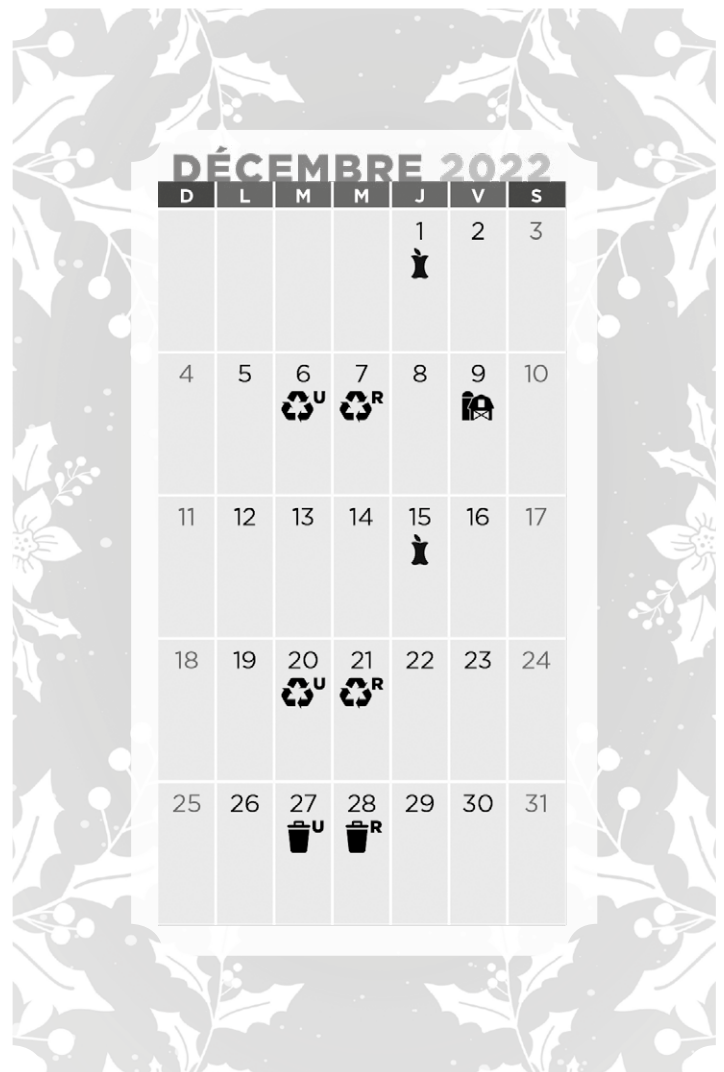 DÉCEMBRE 2022
D L M M J V S
1 2 3
4 5 6 7 8 9 10
U R
11 12 13 14 15 16 17
18 19 20 21 22 23 24
U R
25 26 27 28 29 30 31
U R